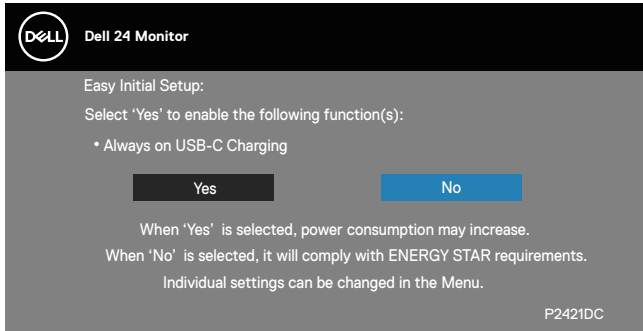 DELL
Dell 24 Monitor
Easy Initial Setup:
Select ‘Yes’ to enable the following function(s):
• Always on USB-C Charging
Yes
No
When ‘Yes’ is selected, power consumption may increase.
When ‘No’ is selected, it will comply with ENERGY STAR requirements.
Individual settings can be changed in the Menu.
P2421DC